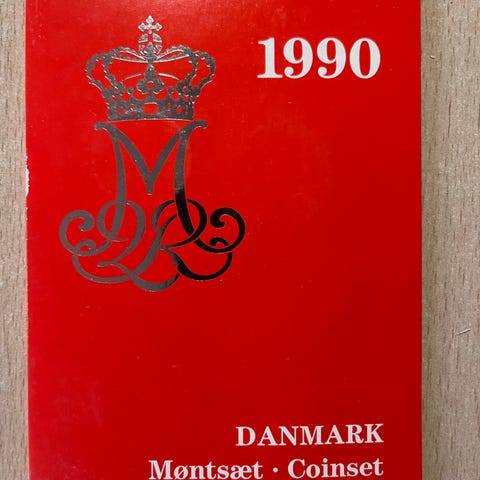 1990
DANMARK
Møntsæt · Coinset